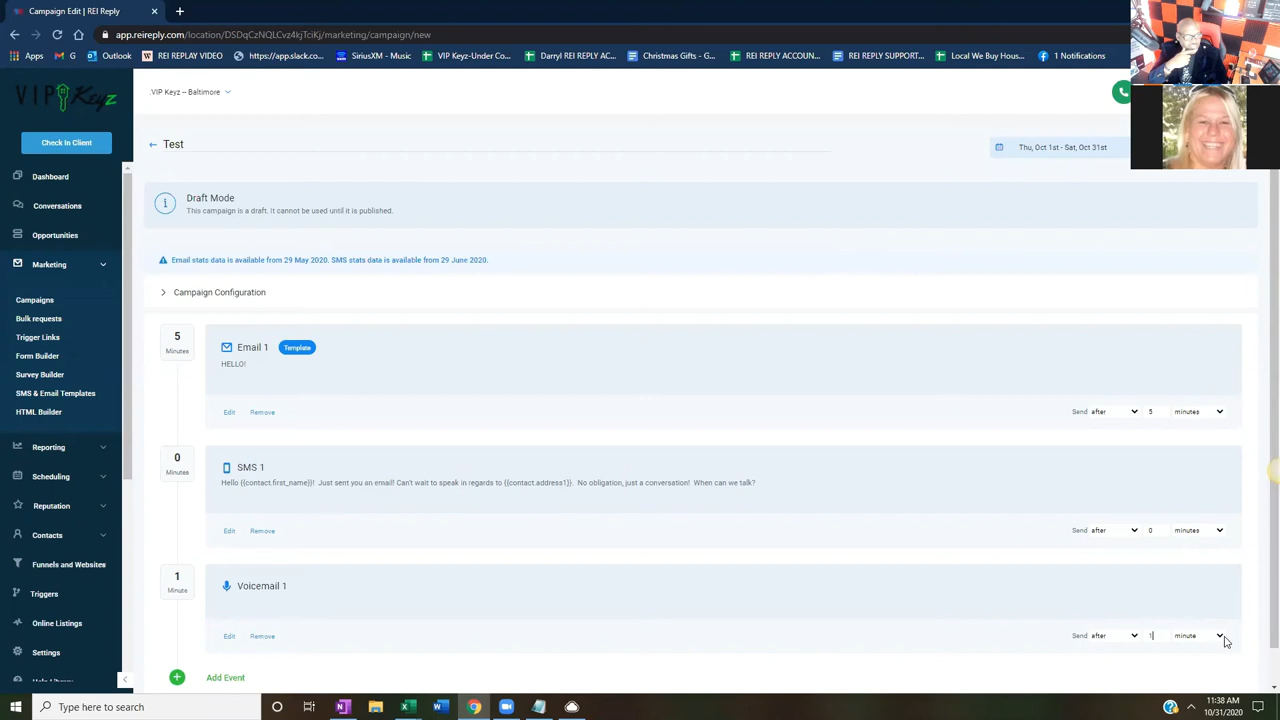 Campaign Edit | REI Reply
app.reireply.com/location/DSDqCzNQLCvz4kjTciKj/marketing/campaign/new
Apps G Outlook REI REPLAY VIDEO https://app.slack.co... SiriusXM - Music VIP Keyz-Under Co... Darryl REI REPLY AC... Christmas Gifts - G... REI REPLY ACCOUN... REI REPLY SUPPORT... Local We Buy Hous... 1 Notifications
VIP Keyz
.VIP Keyz -- Baltimore
Check In Client
Test
Thu, Oct 1st - Sat, Oct 31st
Dashboard
Conversations
Opportunities
Marketing
Campaigns
Bulk requests
Trigger Links
Form Builder
Survey Builder
SMS & Email Templates
HTML Builder
Reporting
Scheduling
Reputation
Contacts
Funnels and Websites
Triggers
Online Listings
Settings
Help Library
Draft Mode
This campaign is a draft. It cannot be used until it is published.
Email stats data is available from 29 May 2020. SMS stats data is available from 29 June 2020.
Campaign Configuration
5
Minutes
Email 1 Template
HELLO!
Edit Remove Send after 5 minutes
0
Minutes
SMS 1
Hello {{contact.first_name}}! Just sent you an email! Can't wait to speak in regards to {{contact.address1}}. No obligation, just a conversation! When can we talk?
Edit Remove Send after 0 minutes
1
Minute
Voicemail 1
Edit Remove Send after 1 minute
Add Event
Type here to search
11:38 AM
10/31/2020